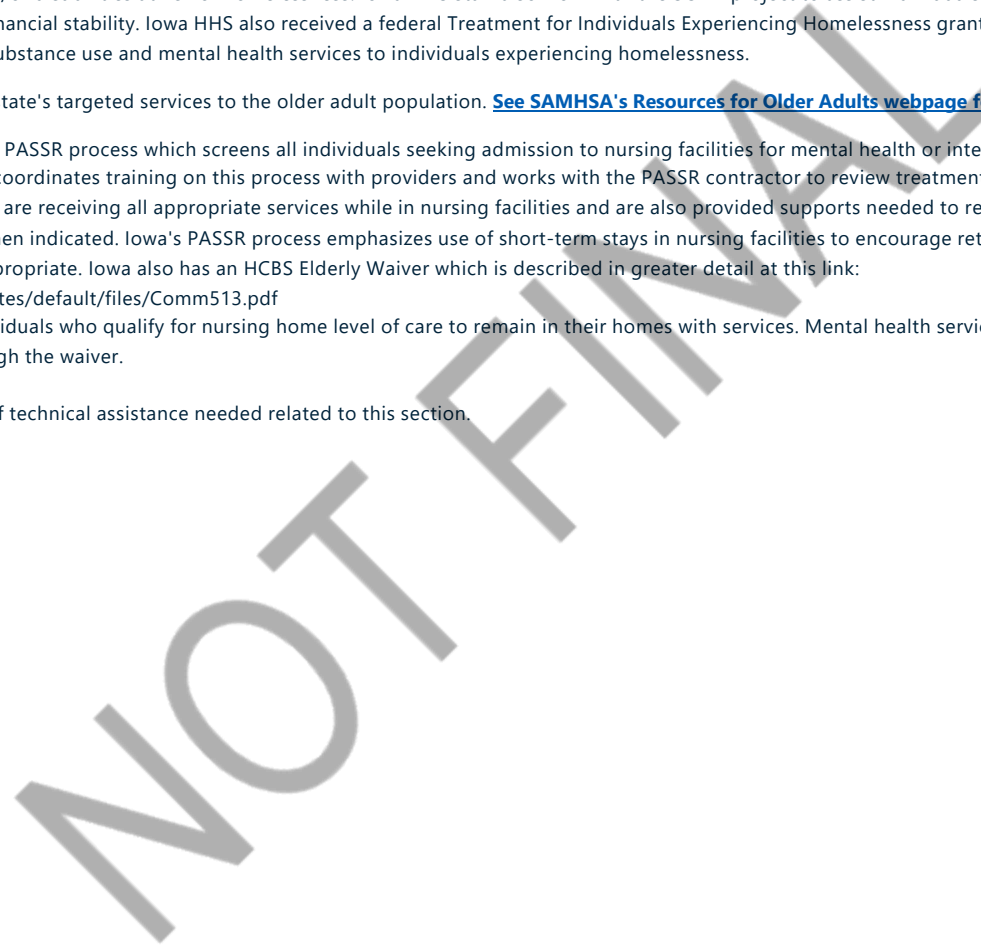 nancial stability. Iowa HHS also received a federal Treatment for Individuals Experiencing Homelessness grant
ubstance use and mental health services to individuals experiencing homelessness.
tate's targeted services to the older adult population. See SAMHSA's Resources for Older Adults webpage f
PASSR process which screens all individuals seeking admission to nursing facilities for mental health or inte
coordinates training on this process with providers and works with the PASSR contractor to review treatment
are receiving all appropriate services while in nursing facilities and are also provided supports needed to re
en indicated. Iowa's PASSR process emphasizes use of short-term stays in nursing facilities to encourage ret
propriate. Iowa also has an HCBS Elderly Waiver which is described in greater detail at this link:
tes/default/files/Comm513.pdf
viduals who qualify for nursing home level of care to remain in their homes with services. Mental health servic
gh the waiver.
f technical assistance needed related to this section.
NOT FINAL